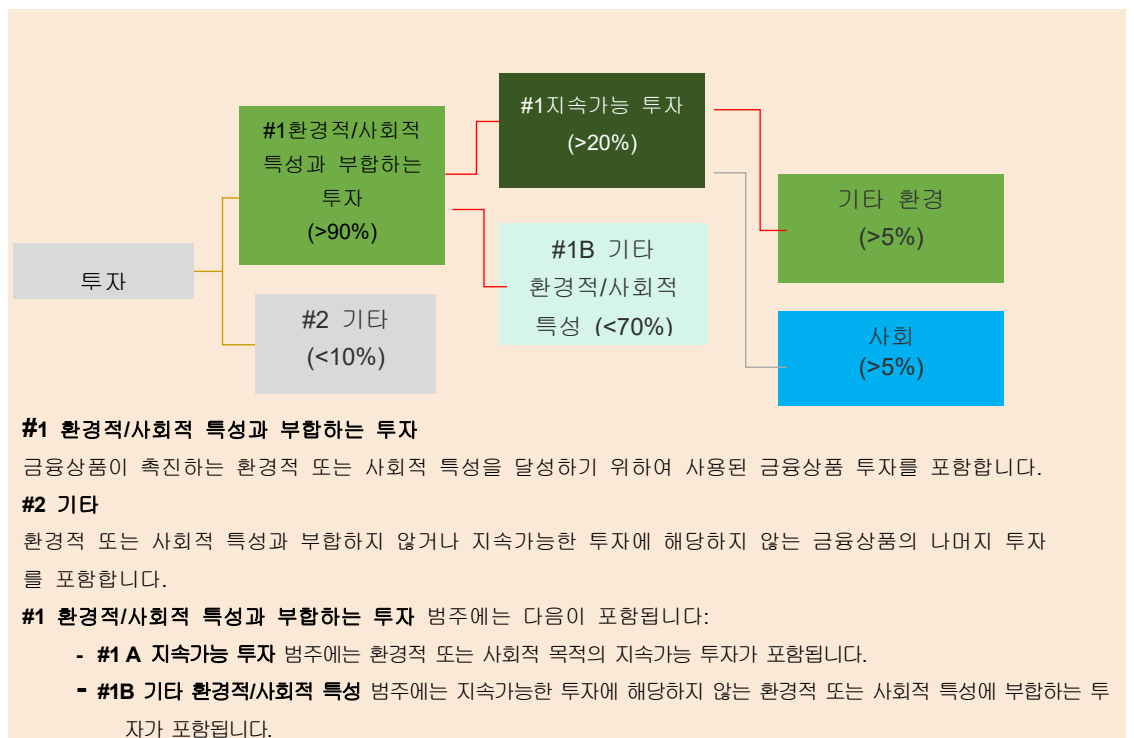 #1지속가능 투자
(>20%)
#1환경적/사회적
특성과 부합하는
투자
(>90%)
기타 환경
(>5%)
#1B 기타
환경적/사회적
특성 (<70%)
투자
#2 기타
(<10%)
사회
(>5%)
#1 환경적/사회적 특성과 부합하는 투자
금융상품이 촉진하는 환경적 또는 사회적 특성을 달성하기 위하여 사용된 금융상품 투자를 포함합니다.
#2 기타
환경적 또는 사회적 특성과 부합하지 않거나 지속가능한 투자에 해당하지 않는 금융상품의 나머지 투자
를 포함합니다.
#1 환경적/사회적 특성과 부합하는 투자 범주에는 다음이 포함됩니다:
- #1 A 지속가능 투자 범주에는 환경적 또는 사회적 목적의 지속가능 투자가 포함됩니다.
- #1B 기타 환경적/사회적 특성 범주에는 지속가능한 투자에 해당하지 않는 환경적 또는 사회적 특성에 부합하는 투
자가 포함됩니다.